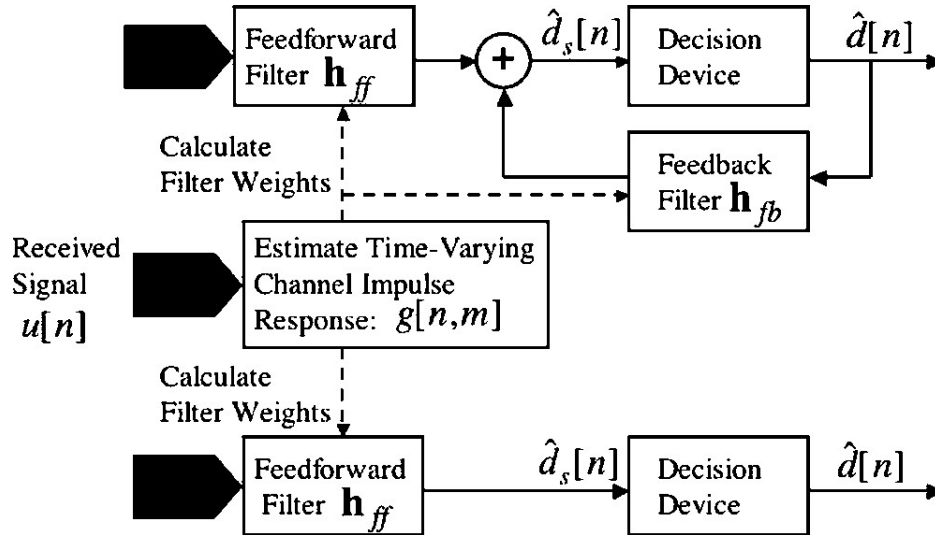 Feedforward
Filter h_ff
+
d̂_s[n]
Decision
Device
d̂[n]
Calculate
Filter Weights
Feedback
Filter h_fb
Received
Signal
u[n]
Estimate Time-Varying
Channel Impulse
Response: g[n,m]
Calculate
Filter Weights
Feedforward
Filter h_ff
d̂_s[n]
Decision
Device
d̂[n]